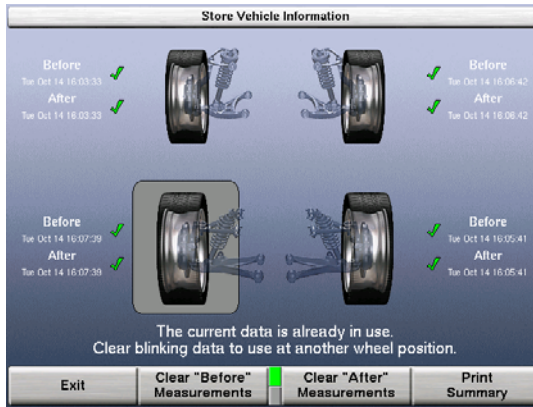 Store Vehicle Information
Before
Tue Oct 14 16:03:33
After
Tue Oct 14 16:03:33
Before
Tue Oct 14 16:06:42
After
Tue Oct 14 16:06:42
Before
Tue Oct 14 16:07:39
After
Tue Oct 14 16:07:39
Before
Tue Oct 14 16:05:41
After
Tue Oct 14 16:05:41
The current data is already in use.
Clear blinking data to use at another wheel position.
Exit
Clear "Before"
Measurements
Clear "After"
Measurements
Print
Summary